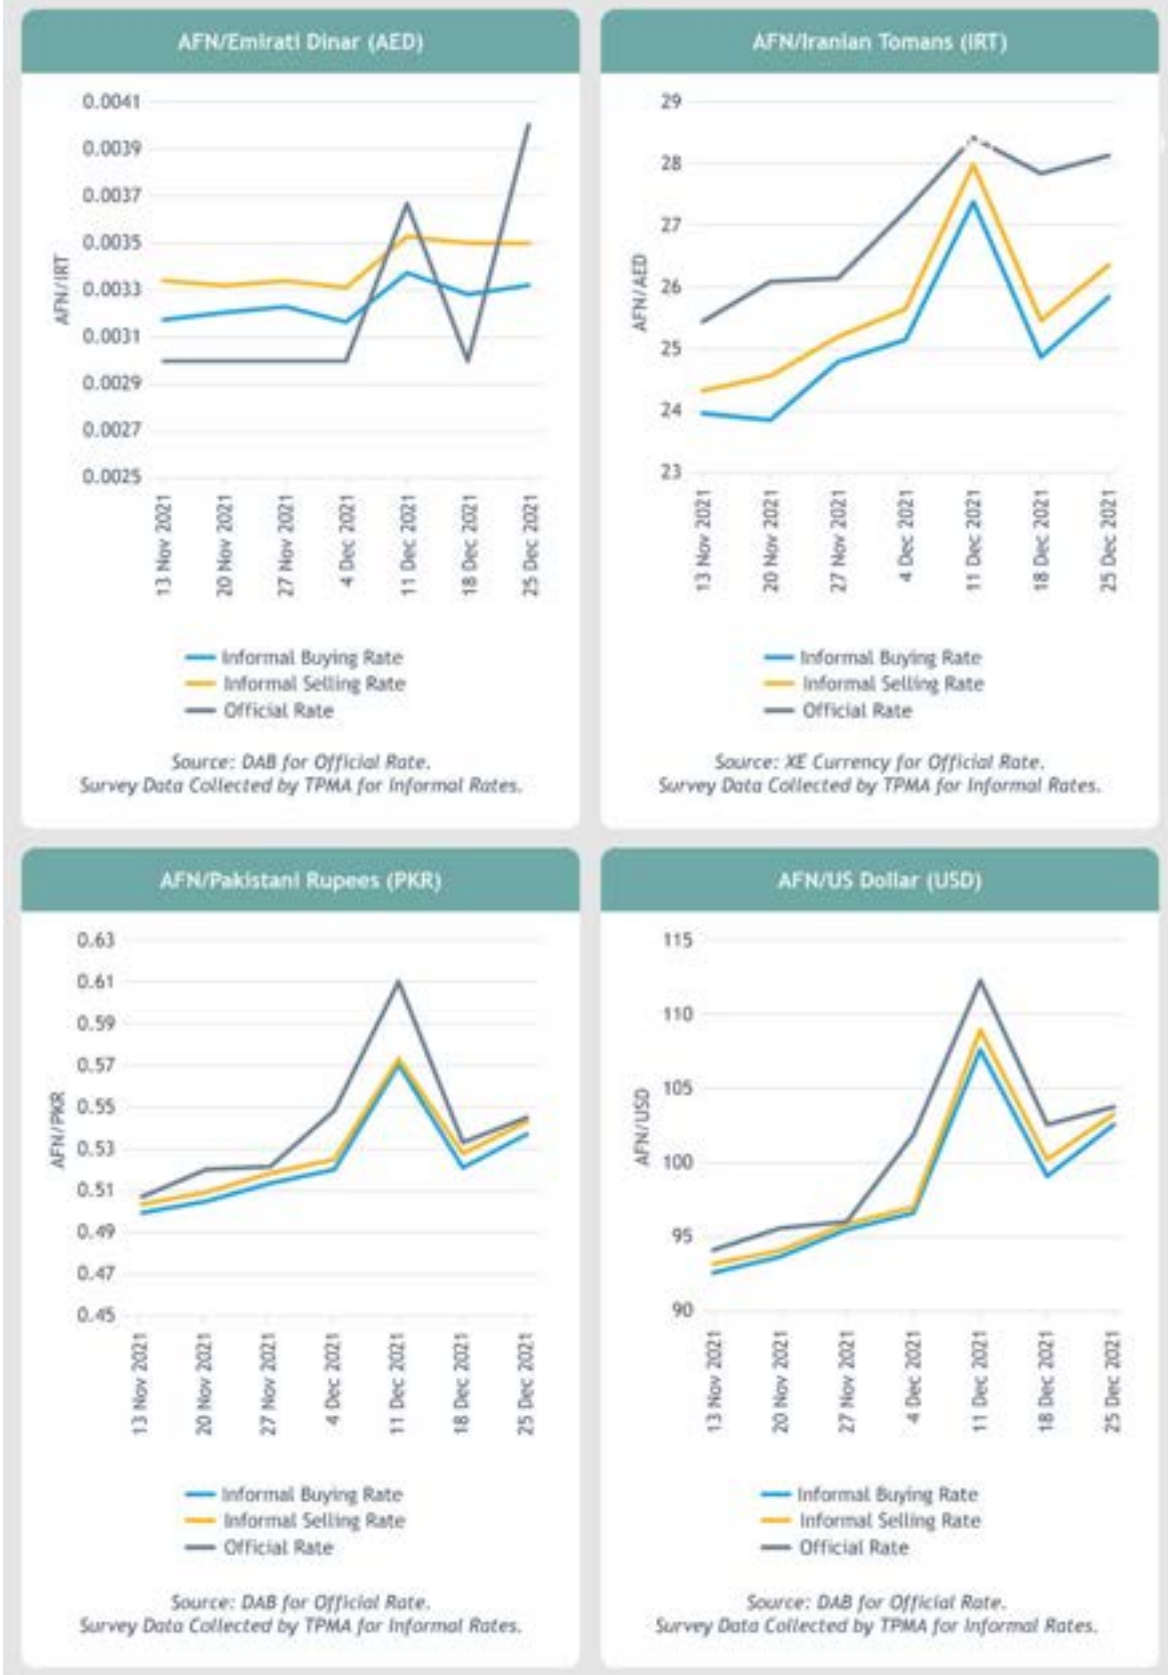 AFN/Emirati Dinar (AED)
0.0041
0.0039
0.0037
0.0035
0.0033
0.0031
0.0029
0.0027
0.0025
AFN/IRT
13 Nov 2021
20 Nov 2021
27 Nov 2021
4 Dec 2021
11 Dec 2021
18 Dec 2021
25 Dec 2021
Informal Buying Rate
Informal Selling Rate
Official Rate
Source: DAB for Official Rate.
Survey Data Collected by TPMA for Informal Rates.
AFN/Iranian Tomans (IRT)
29
28
27
26
25
24
23
AFN/AED
13 Nov 2021
20 Nov 2021
27 Nov 2021
4 Dec 2021
11 Dec 2021
18 Dec 2021
25 Dec 2021
Informal Buying Rate
Informal Selling Rate
Official Rate
Source: XE Currency for Official Rate.
Survey Data Collected by TPMA for Informal Rates.
AFN/Pakistani Rupees (PKR)
0.63
0.61
0.59
0.57
0.55
0.53
0.51
0.49
0.47
0.45
AFN/PKR
13 Nov 2021
20 Nov 2021
27 Nov 2021
4 Dec 2021
11 Dec 2021
18 Dec 2021
25 Dec 2021
Informal Buying Rate
Informal Selling Rate
Official Rate
Source: DAB for Official Rate.
Survey Data Collected by TPMA for Informal Rates.
AFN/US Dollar (USD)
115
110
105
100
95
90
AFN/USD
13 Nov 2021
20 Nov 2021
27 Nov 2021
4 Dec 2021
11 Dec 2021
18 Dec 2021
25 Dec 2021
Informal Buying Rate
Informal Selling Rate
Official Rate
Source: DAB for Official Rate.
Survey Data Collected by TPMA for Informal Rates.